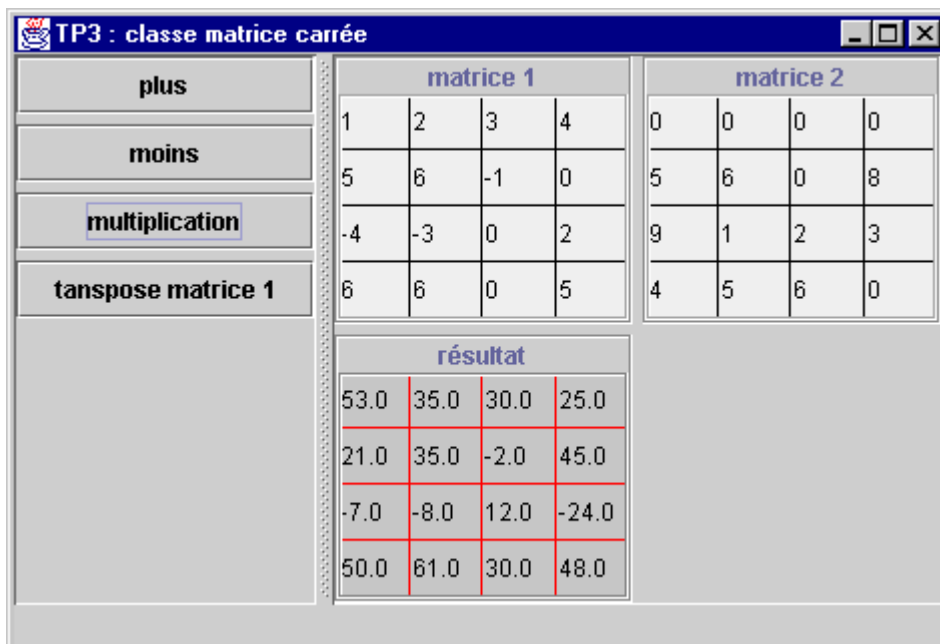 TP3 : classe matrice carrée
plus
moins
multiplication
tanspose matrice 1
matrice 1
1 2 3 4
5 6 -1 0
-4 -3 0 2
6 6 0 5
matrice 2
0 0 0 0
5 6 0 8
9 1 2 3
4 5 6 0
résultat
53.0 35.0 30.0 25.0
21.0 35.0 -2.0 45.0
-7.0 -8.0 12.0 -24.0
50.0 61.0 30.0 48.0